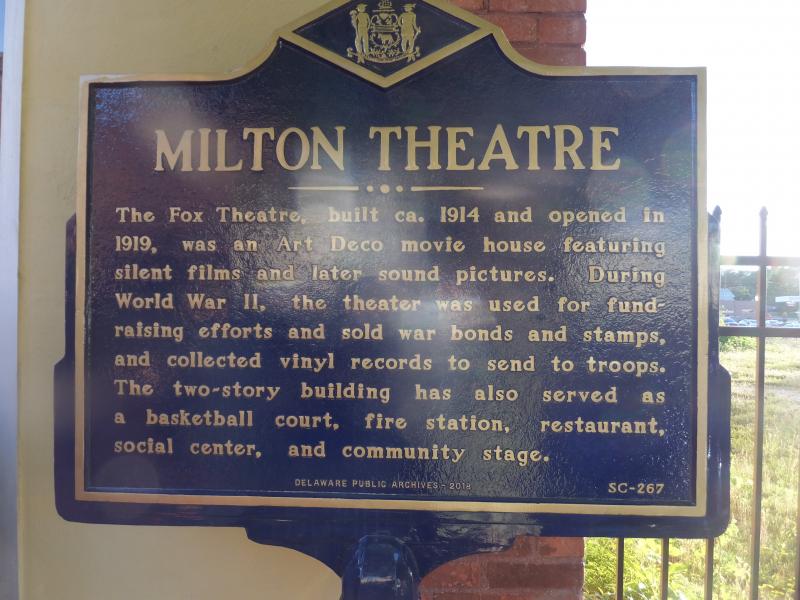 MILTON THEATRE
The Fox Theatre, built ca. 1914 and opened in
1919, was an Art Deco movie house featuring
silent films and later sound pictures. During
World War II, the theater was used for fund-
raising efforts and sold war bonds and stamps,
and collected vinyl records to send to troops.
The two-story building has also served as
a basketball court, fire station, restaurant,
social center, and community stage.
DELAWARE PUBLIC ARCHIVES - 2018
SC-267